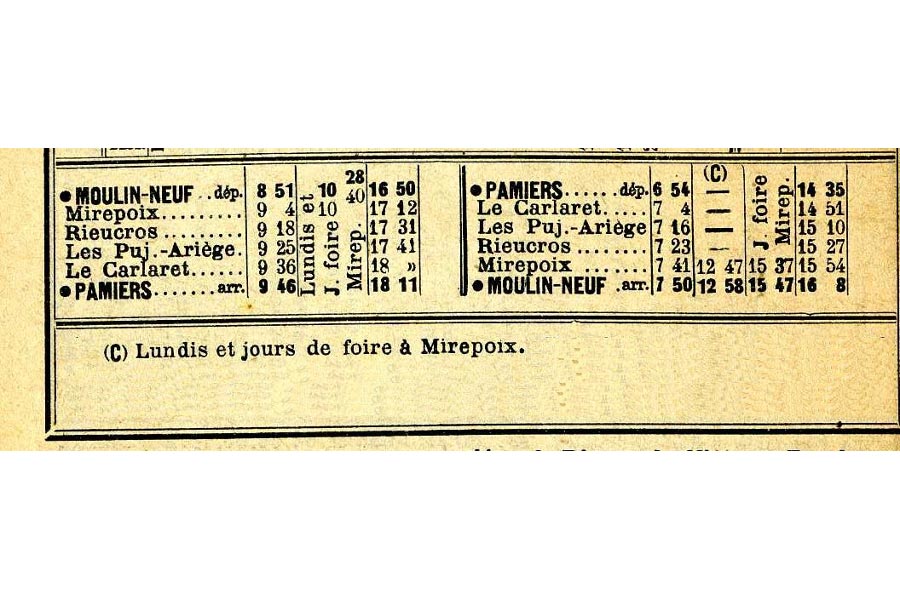 ● MOULIN-NEUF . . dép. 8 51 10 28 16 50
Mirepoix......... 9 4 10 40 17 12
Rieucros ......... 9 18 17 31
Les Puj.-Ariège. 9 25 17 41
Le Carlaret...... 9 36 18 »
● PAMIERS....... arr. 9 46 18 11
Lundis et
J. foire
Mirep.
● PAMIERS...... dép. 6 54 — 14 35
Le Carlaret..... 7 4 — 14 51
Les Puj.-Ariège 7 16 — 15 10
Rieucros ........ 7 23 — 15 27
Mirepoix ....... 7 41 12 47 15 37 15 54
● MOULIN-NEUF . arr. 7 50 12 58 15 47 16 8
(C)
J. foire
Mirep.
(C) Lundis et jours de foire à Mirepoix.